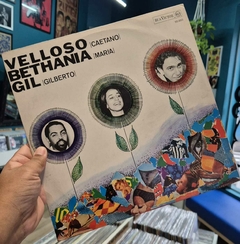 VELLOSO (CAETANO)
BETHANIA (MARIA)
GIL (GILBERTO)